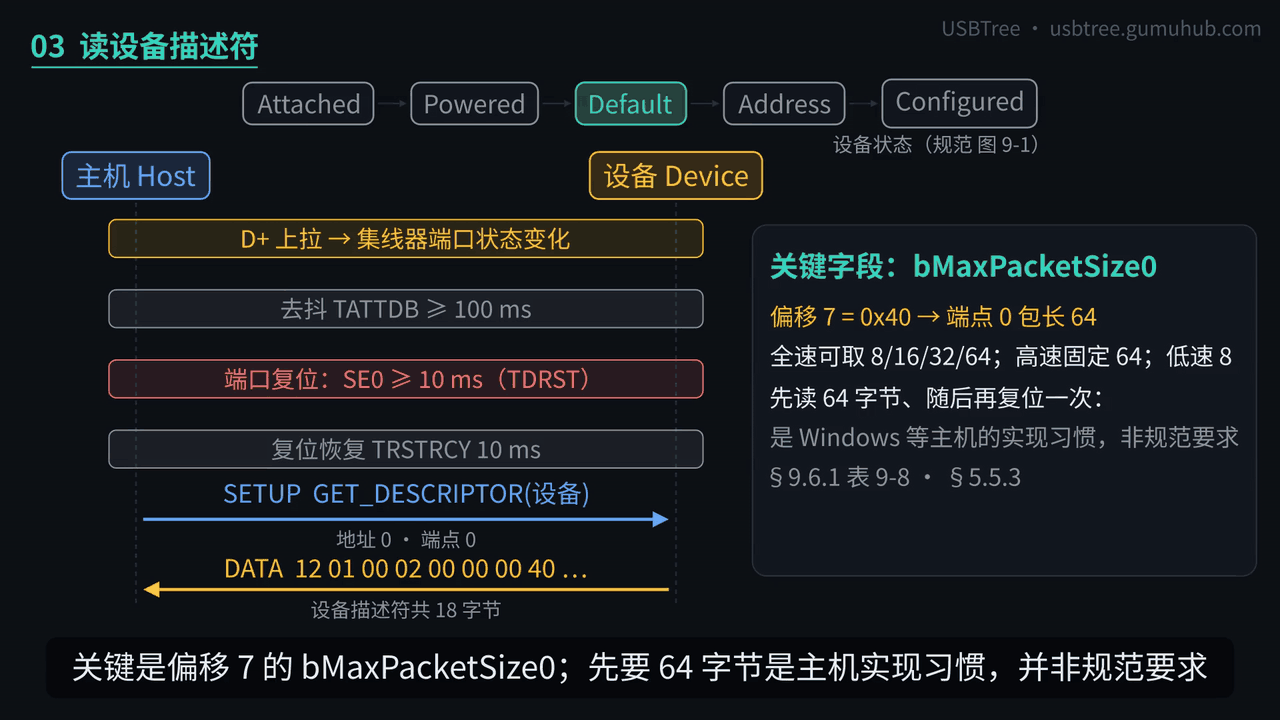 USBTree · usbtree.gumuhub.com
03 读设备描述符
Attached
Powered
Default
Address
Configured
设备状态（规范 图 9-1）
主机 Host
设备 Device
D+ 上拉 → 集线器端口状态变化
去抖 TATTDB ≥ 100 ms
端口复位：SE0 ≥ 10 ms（TDRST）
复位恢复 TRSTRCY 10 ms
SETUP GET_DESCRIPTOR(设备)
地址 0 · 端点 0
DATA 12 01 00 02 00 00 00 40 …
设备描述符共 18 字节
关键字段：bMaxPacketSize0
偏移 7 = 0x40 → 端点 0 包长 64
全速可取 8/16/32/64；高速固定 64；低速 8
先读 64 字节、随后再复位一次：
是 Windows 等主机的实现习惯，非规范要求
§ 9.6.1 表 9-8 · § 5.5.3
关键是偏移 7 的 bMaxPacketSize0；先要 64 字节是主机实现习惯，并非规范要求